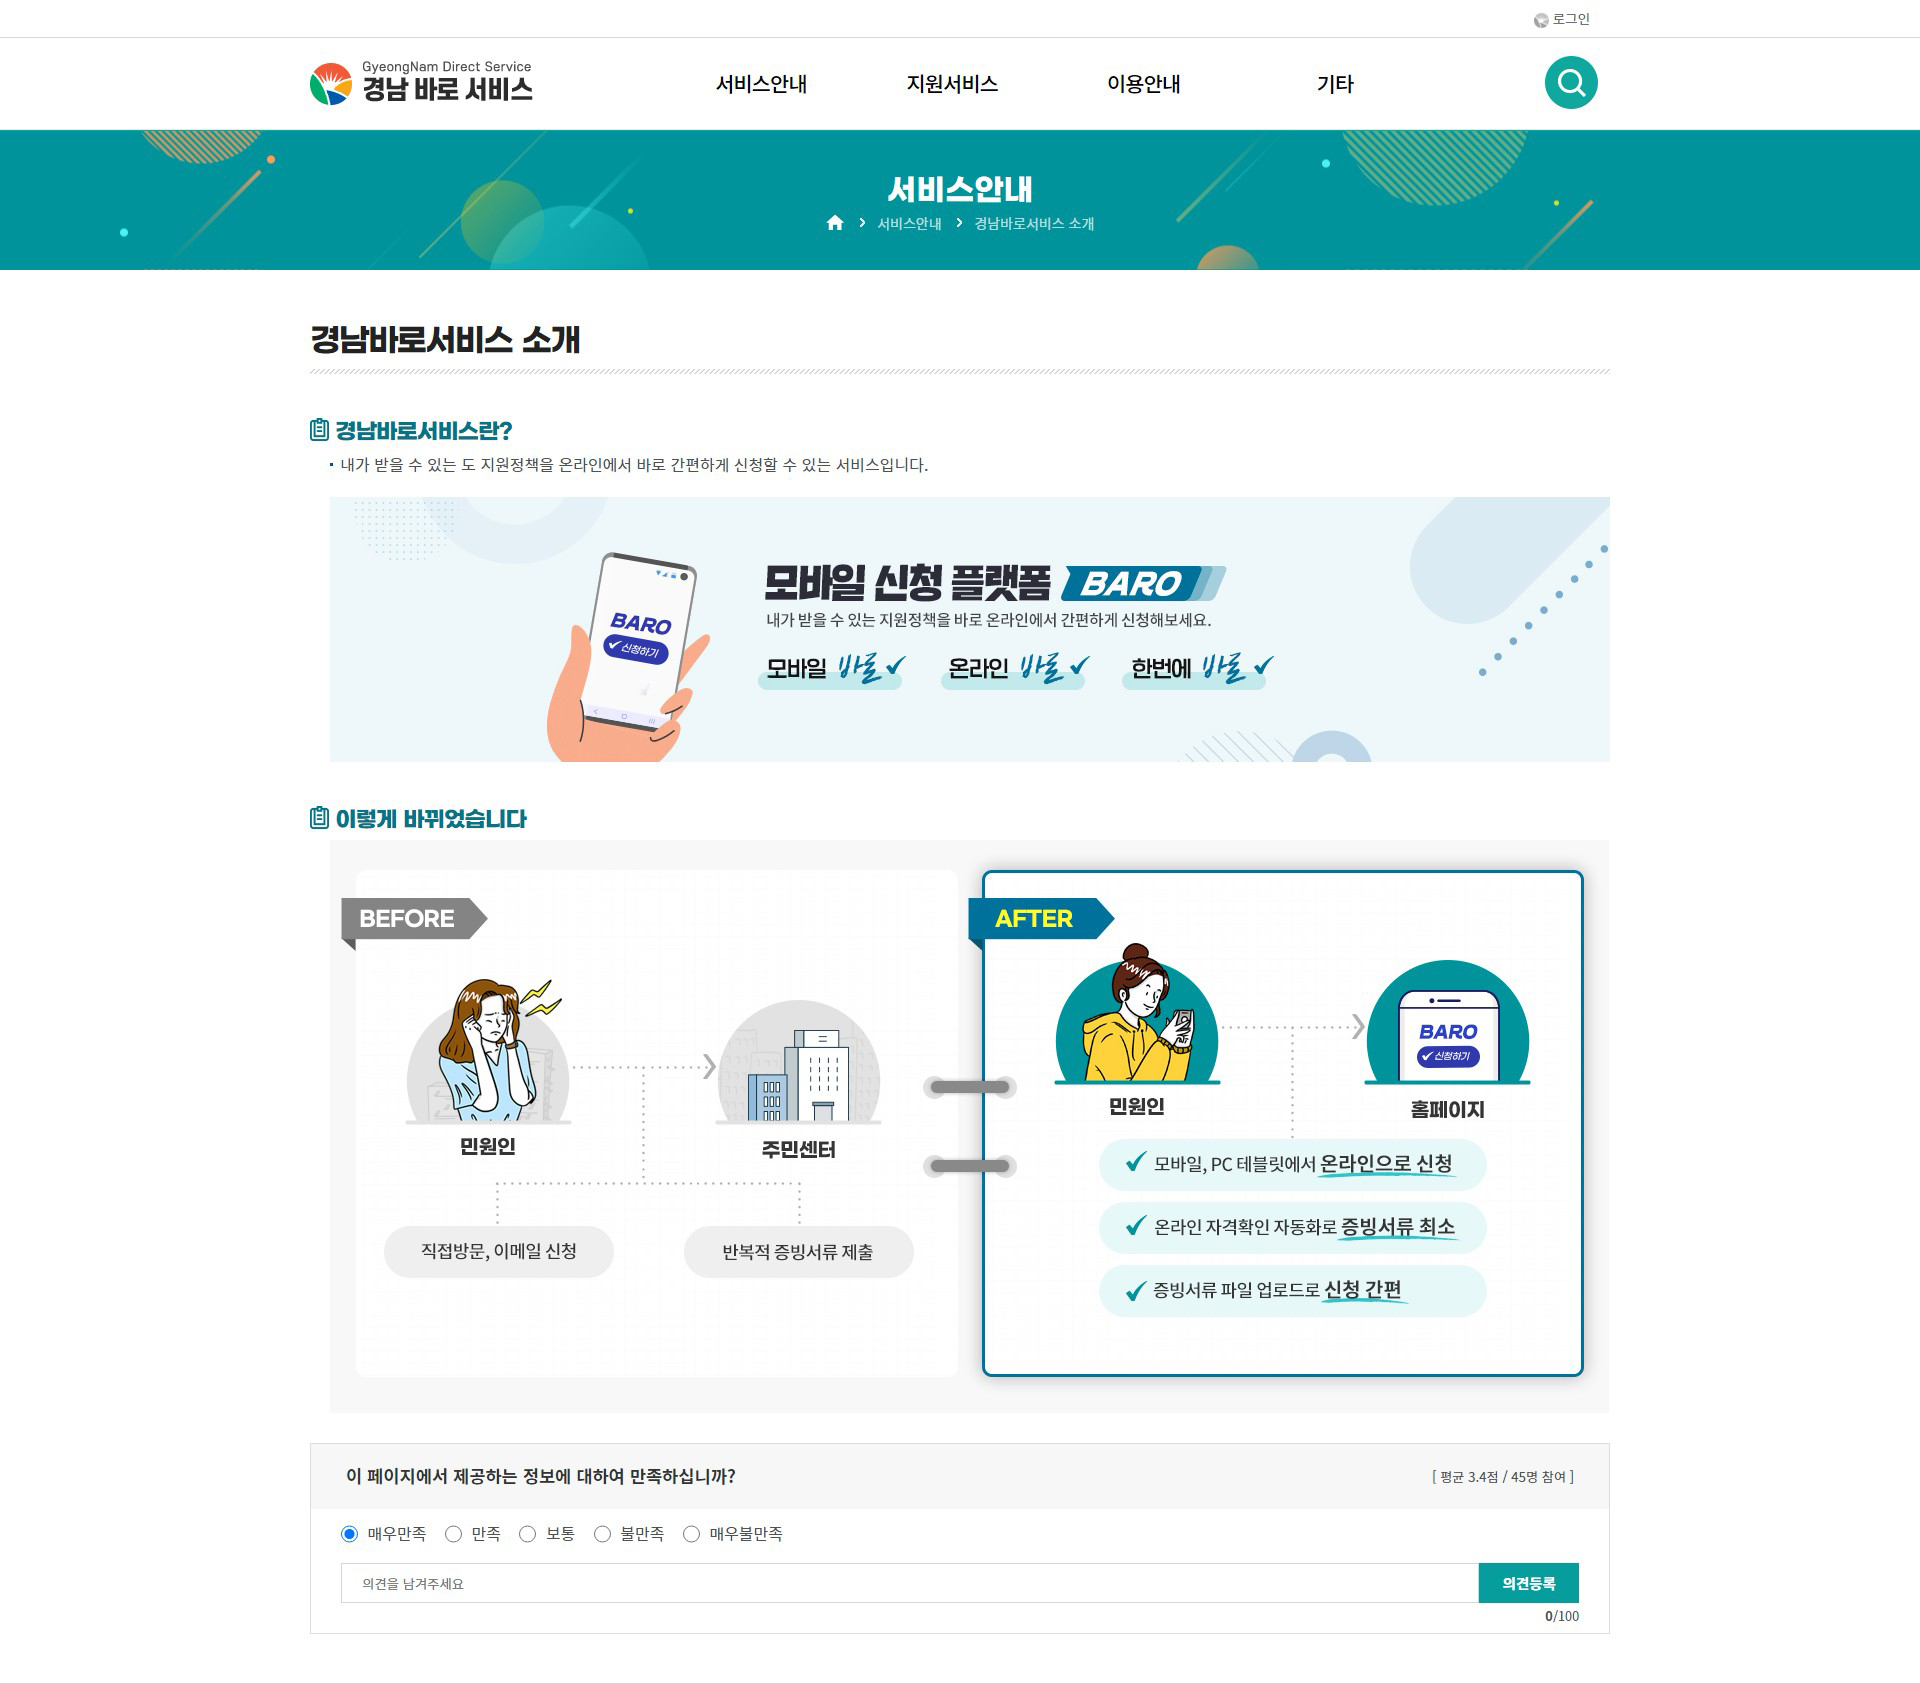 로그인
GyeongNam Direct Service
경남 바로 서비스
서비스안내
지원서비스
이용안내
기타
서비스안내
서비스안내
경남바로서비스 소개
경남바로서비스 소개
경남바로서비스란?
내가 받을 수 있는 도 지원정책을 온라인에서 바로 간편하게 신청할 수 있는 서비스입니다.
BARO
신청하기
모바일 신청 플랫폼 BARO
내가 받을 수 있는 지원정책을 바로 온라인에서 간편하게 신청해보세요.
모바일 바로
온라인 바로
한번에 바로
이렇게 바뀌었습니다
BEFORE
민원인
주민센터
직접방문, 이메일 신청
반복적 증빙서류 제출
AFTER
BARO
신청하기
민원인
홈페이지
모바일, PC 테블릿에서 온라인으로 신청
온라인 자격확인 자동화로 증빙서류 최소
증빙서류 파일 업로드로 신청 간편
이 페이지에서 제공하는 정보에 대하여 만족하십니까?
[ 평균 3.4점 / 45명 참여 ]
매우만족
만족
보통
불만족
매우불만족
의견을 남겨주세요
의견등록
0/100